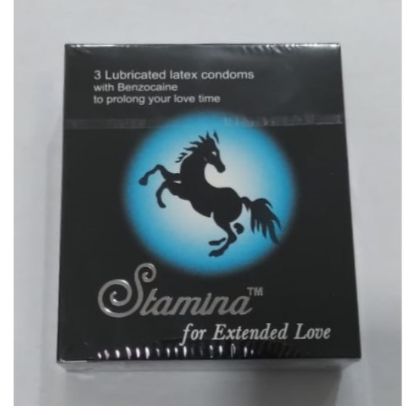 3 Lubricated latex condoms
with Benzocaine
to prolong your love time
Stamina™
for Extended Love